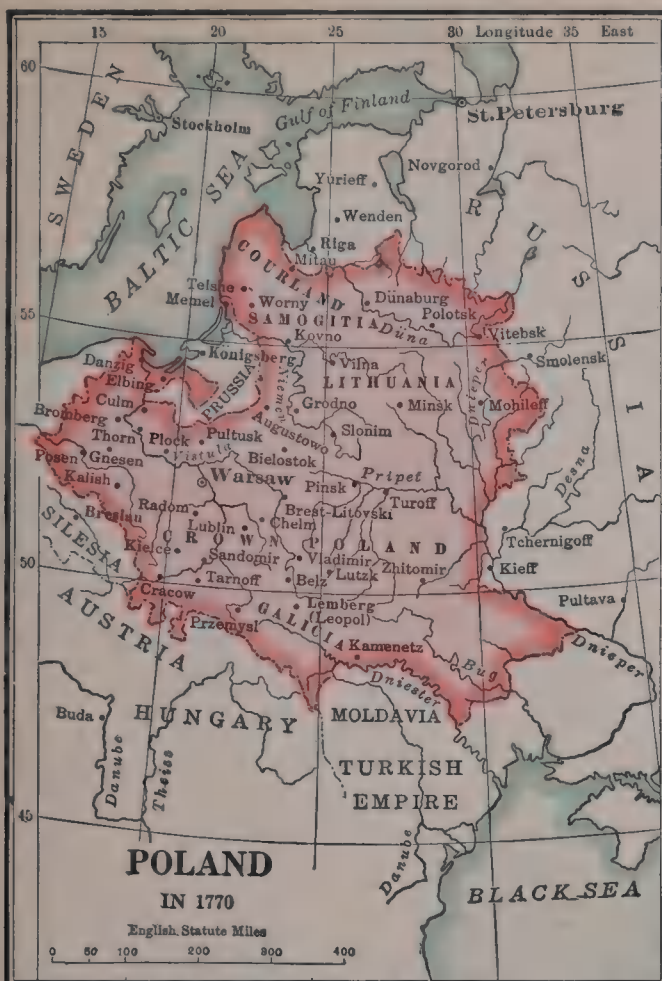 15 20 25 30 Longitude 35 East
60
SWEDEN
Stockholm
Gulf of Finland
St. Petersburg
Novgorod
Yurieff
BALTIC SEA
RUSSIA
Wenden
Riga
Mitau
COURLAND
Telshe
Memel
Worny
Dünaburg
Polotsk
SAMOGITIA
Düna
55
Vitebsk
Kovno
Konigsberg
Vilna
Smolensk
Danzig
Elbing
PRUSSIA
Niemen
LITHUANIA
Dnieper
Culm
Grodno
Minsk
Mohileff
Bromberg
Augustowo
Thorn
Plock
Pultusk
Slonim
Posen
Gnesen
Vistula
Bielostok
Desna
Kalish
Warsaw
Pinsk
Pripet
Turoff
Breslau
Radom
Brest-Litovski
SILESIA
Lublin
Chelm
Tchernigoff
CROWN POLAND
Kielce
Sandomir
Vladimir
Zhitomir
50
Kieff
Tarnoff
Belz
Lutzk
Cracow
Pultava
AUSTRIA
Lemberg
(Leopol)
GALICIA
Przemysl
Kamenetz
Bug
Dnieper
Dniester
HUNGARY
MOLDAVIA
Buda
Danube
Theiss
TURKISH
EMPIRE
45
Danube
BLACK SEA
POLAND
IN 1770
English Statute Miles
0 50 100 200 300 400